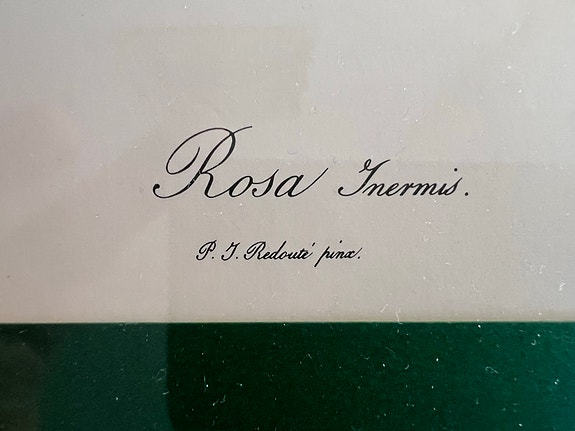 Rosa Inermis.
P. J. Redouté pinx.